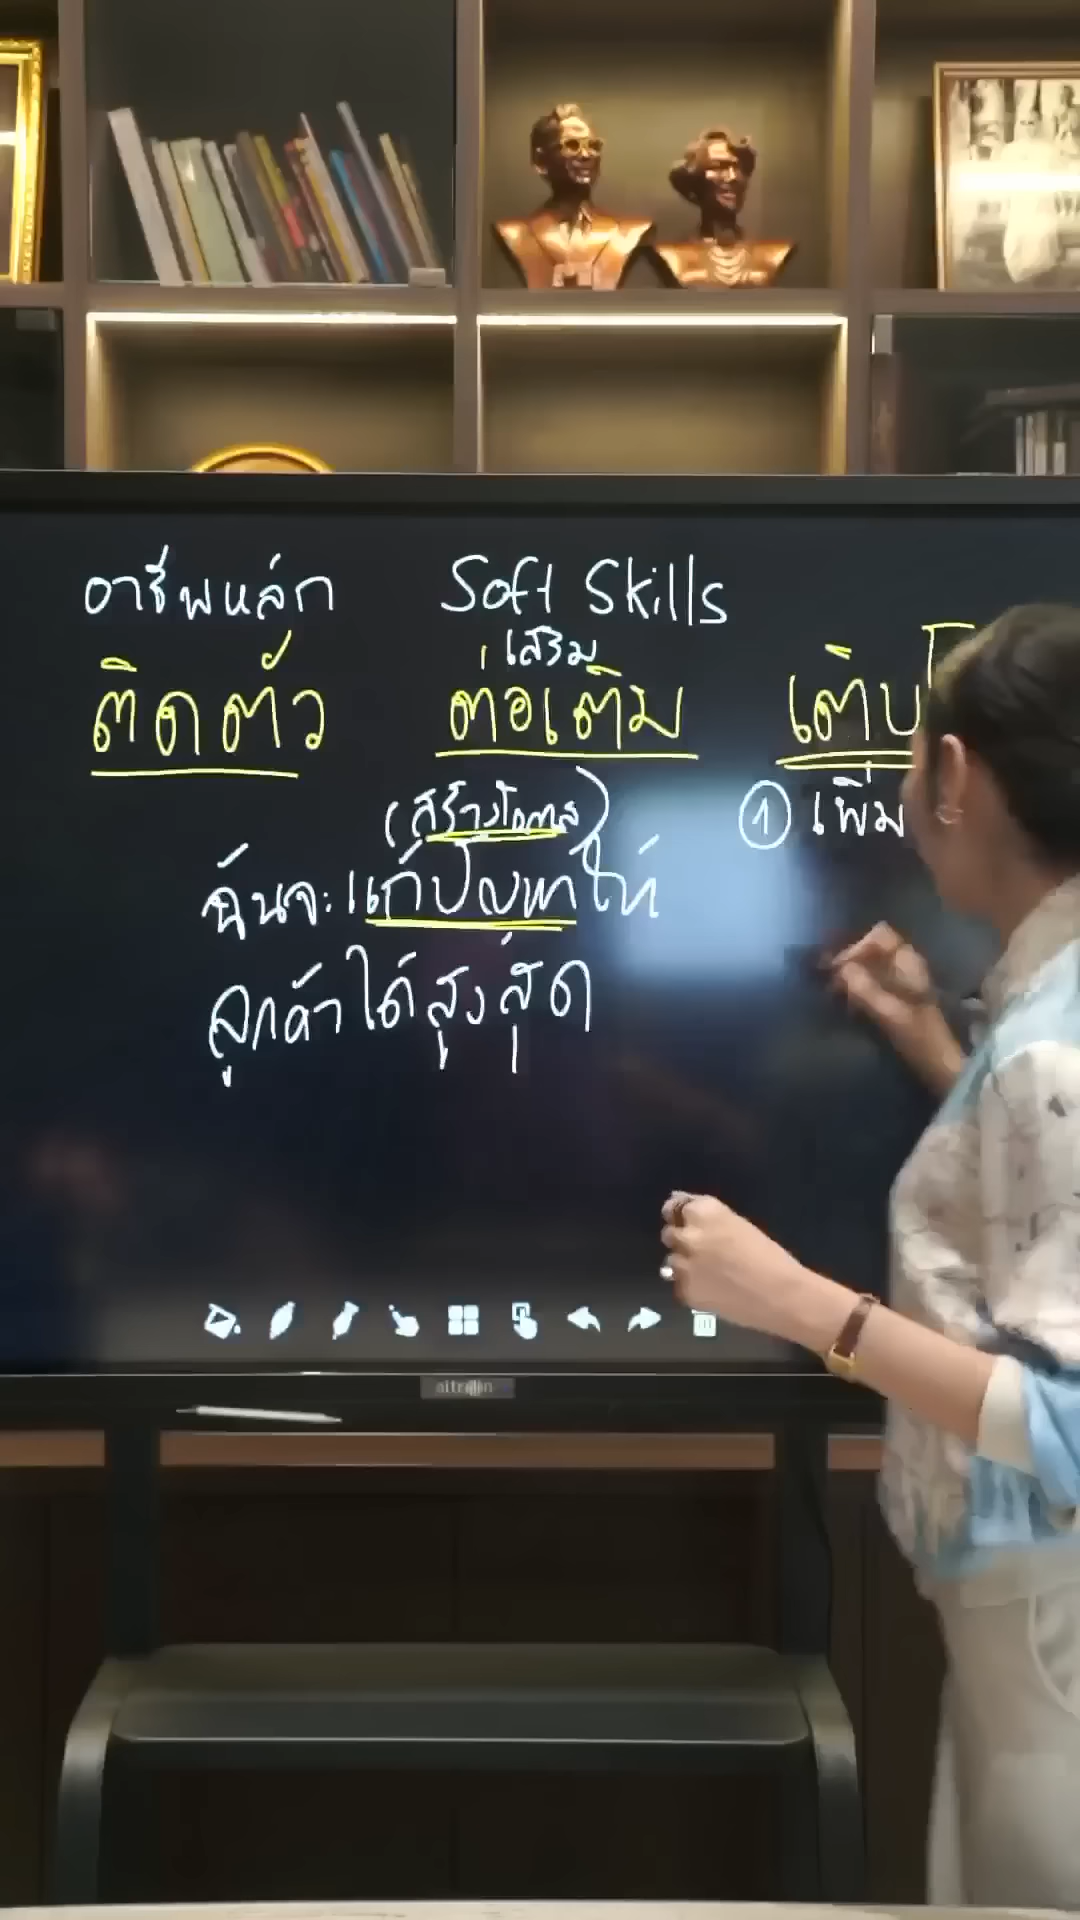 อาชีพหลัก
Soft Skills
เสริม
ติดตัว
ต่อเติม
เติบ
(สร้างโอกาส)
① เพิ่ม
ฉันจะแก้ปัญหาให้
ลูกค้าได้สูงสุด